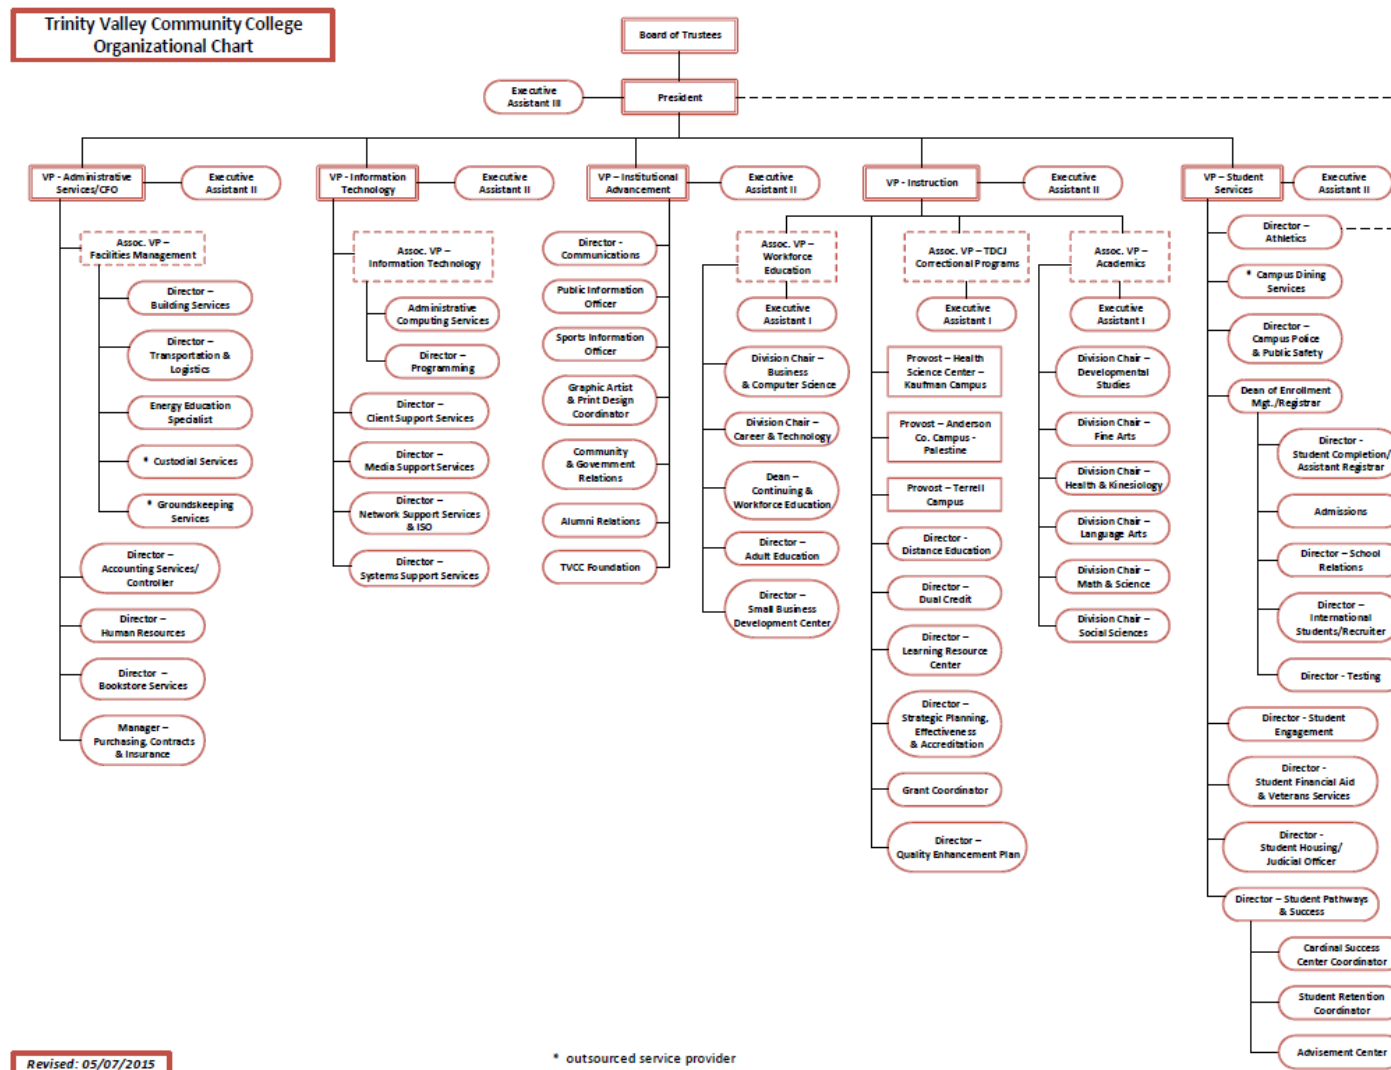 Trinity Valley Community College
Organizational Chart
Board of Trustees
Executive
Assistant III
President
VP - Administrative
Services/CFO
Executive
Assistant II
VP - Information
Technology
Executive
Assistant II
VP – Institutional
Advancement
Executive
Assistant II
VP - Instruction
Executive
Assistant II
VP – Student
Services
Executive
Assistant II
Assoc. VP –
Facilities Management
Director –
Building Services
Director –
Transportation &
Logistics
Energy Education
Specialist
* Custodial Services
* Groundskeeping
Services
Director –
Accounting Services/
Controller
Director –
Human Resources
Director –
Bookstore Services
Manager –
Purchasing, Contracts
& Insurance
Assoc. VP –
Information Technology
Administrative
Computing Services
Director –
Programming
Director –
Client Support Services
Director –
Media Support Services
Director –
Network Support Services
& ISO
Director –
Systems Support Services
Director -
Communications
Public Information
Officer
Sports Information
Officer
Graphic Artist
& Print Design
Coordinator
Community
& Government
Relations
Alumni Relations
TVCC Foundation
Assoc. VP –
Workforce
Education
Executive
Assistant I
Division Chair –
Business
& Computer Science
Division Chair –
Career & Technology
Dean –
Continuing &
Workforce Education
Director –
Adult Education
Director –
Small Business
Development Center
Assoc. VP – TDCJ
Correctional Programs
Executive
Assistant I
Provost – Health
Science Center –
Kaufman Campus
Provost – Anderson
Co. Campus -
Palestine
Provost – Terrell
Campus
Director -
Distance Education
Director –
Dual Credit
Director –
Learning Resource
Center
Director –
Strategic Planning,
Effectiveness
& Accreditation
Grant Coordinator
Director –
Quality Enhancement Plan
Assoc. VP –
Academics
Executive
Assistant I
Division Chair –
Developmental
Studies
Division Chair –
Fine Arts
Division Chair –
Health & Kinesiology
Division Chair –
Language Arts
Division Chair –
Math & Science
Division Chair –
Social Sciences
Director –
Athletics
* Campus Dining
Services
Director –
Campus Police
& Public Safety
Dean of Enrollment
Mgt./Registrar
Director -
Student Completion/
Assistant Registrar
Admissions
Director – School
Relations
Director –
International
Students/Recruiter
Director - Testing
Director - Student
Engagement
Director -
Student Financial Aid
& Veterans Services
Director -
Student Housing/
Judicial Officer
Director – Student Pathways
& Success
Cardinal Success
Center Coordinator
Student Retention
Coordinator
Advisement Center
Revised: 05/07/2015
* outsourced service provider